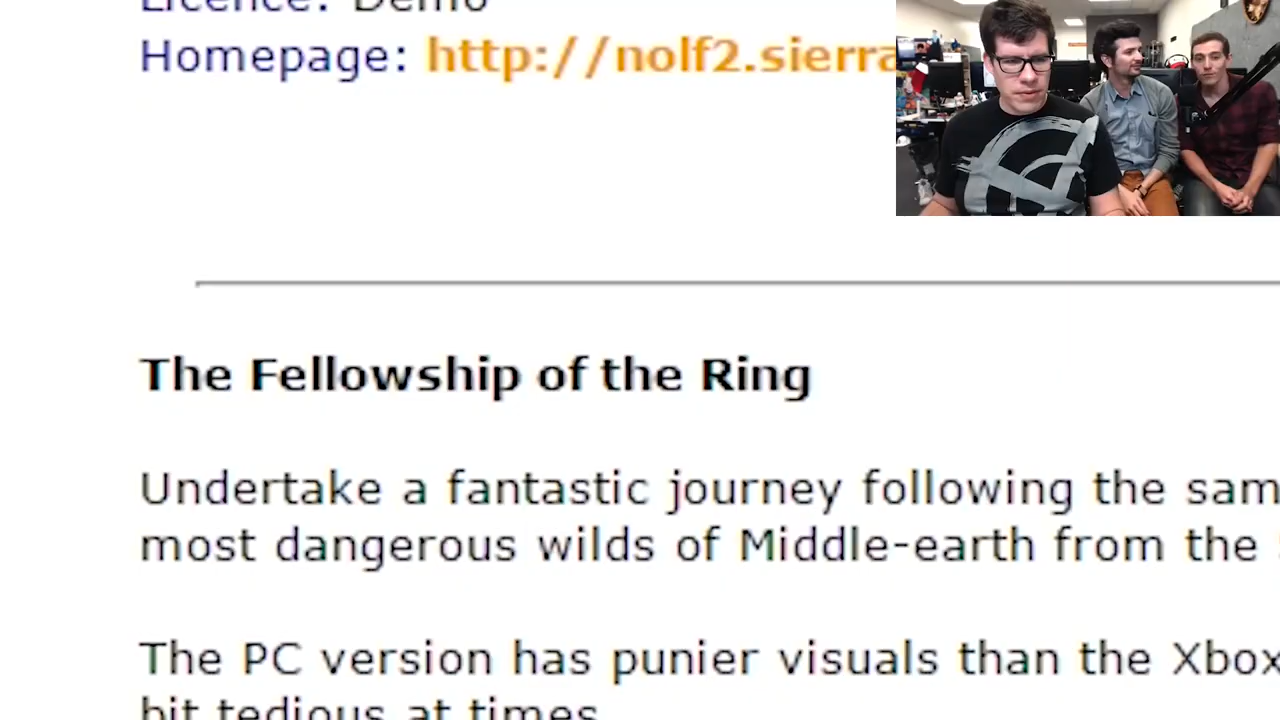 Licence: Demo
Homepage: http://nolf2.sierra
The Fellowship of the Ring
Undertake a fantastic journey following the sam
most dangerous wilds of Middle-earth from the
The PC version has punier visuals than the Xbox
bit tedious at times